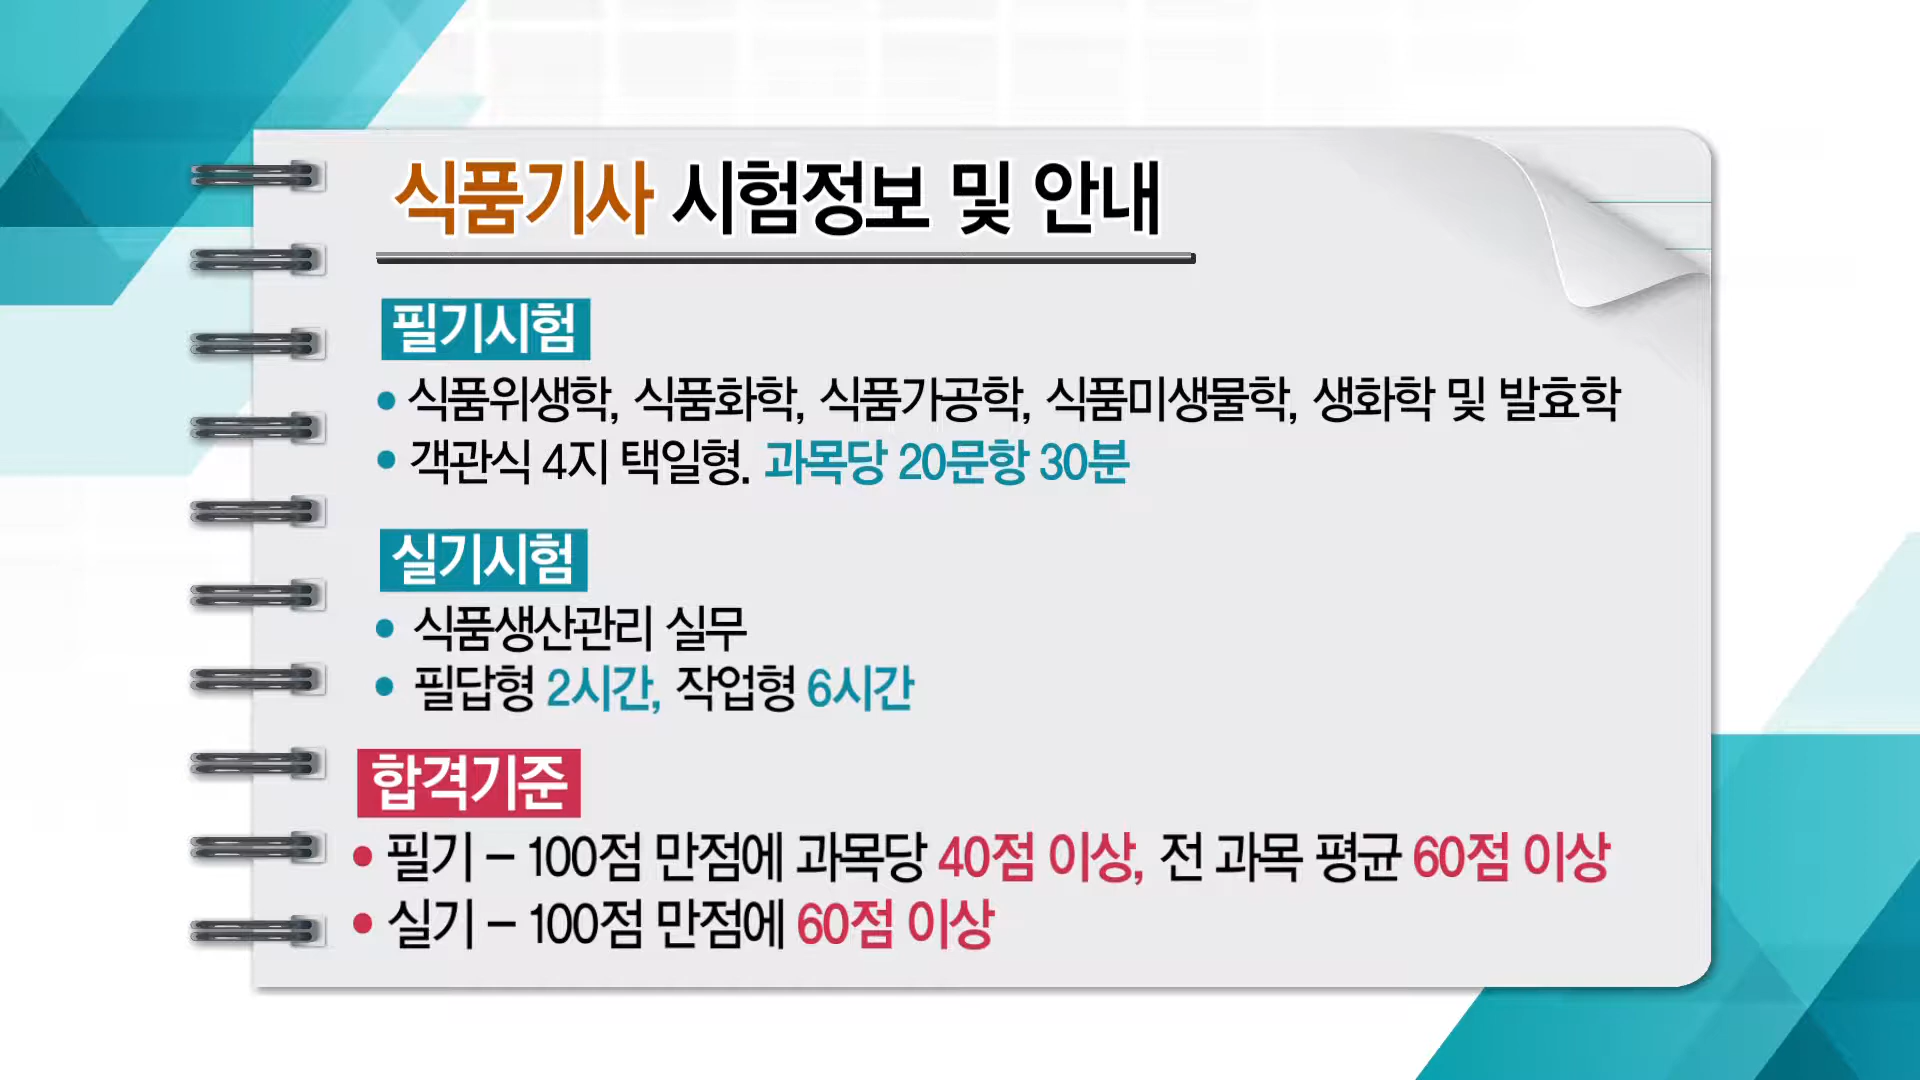 식품기사 시험정보 및 안내
필기시험
• 식품위생학, 식품화학, 식품가공학, 식품미생물학, 생화학 및 발효학
• 객관식 4지 택일형. 과목당 20문항 30분
실기시험
• 식품생산관리 실무
• 필답형 2시간, 작업형 6시간
합격기준
• 필기 – 100점 만점에 과목당 40점 이상, 전 과목 평균 60점 이상
• 실기 – 100점 만점에 60점 이상